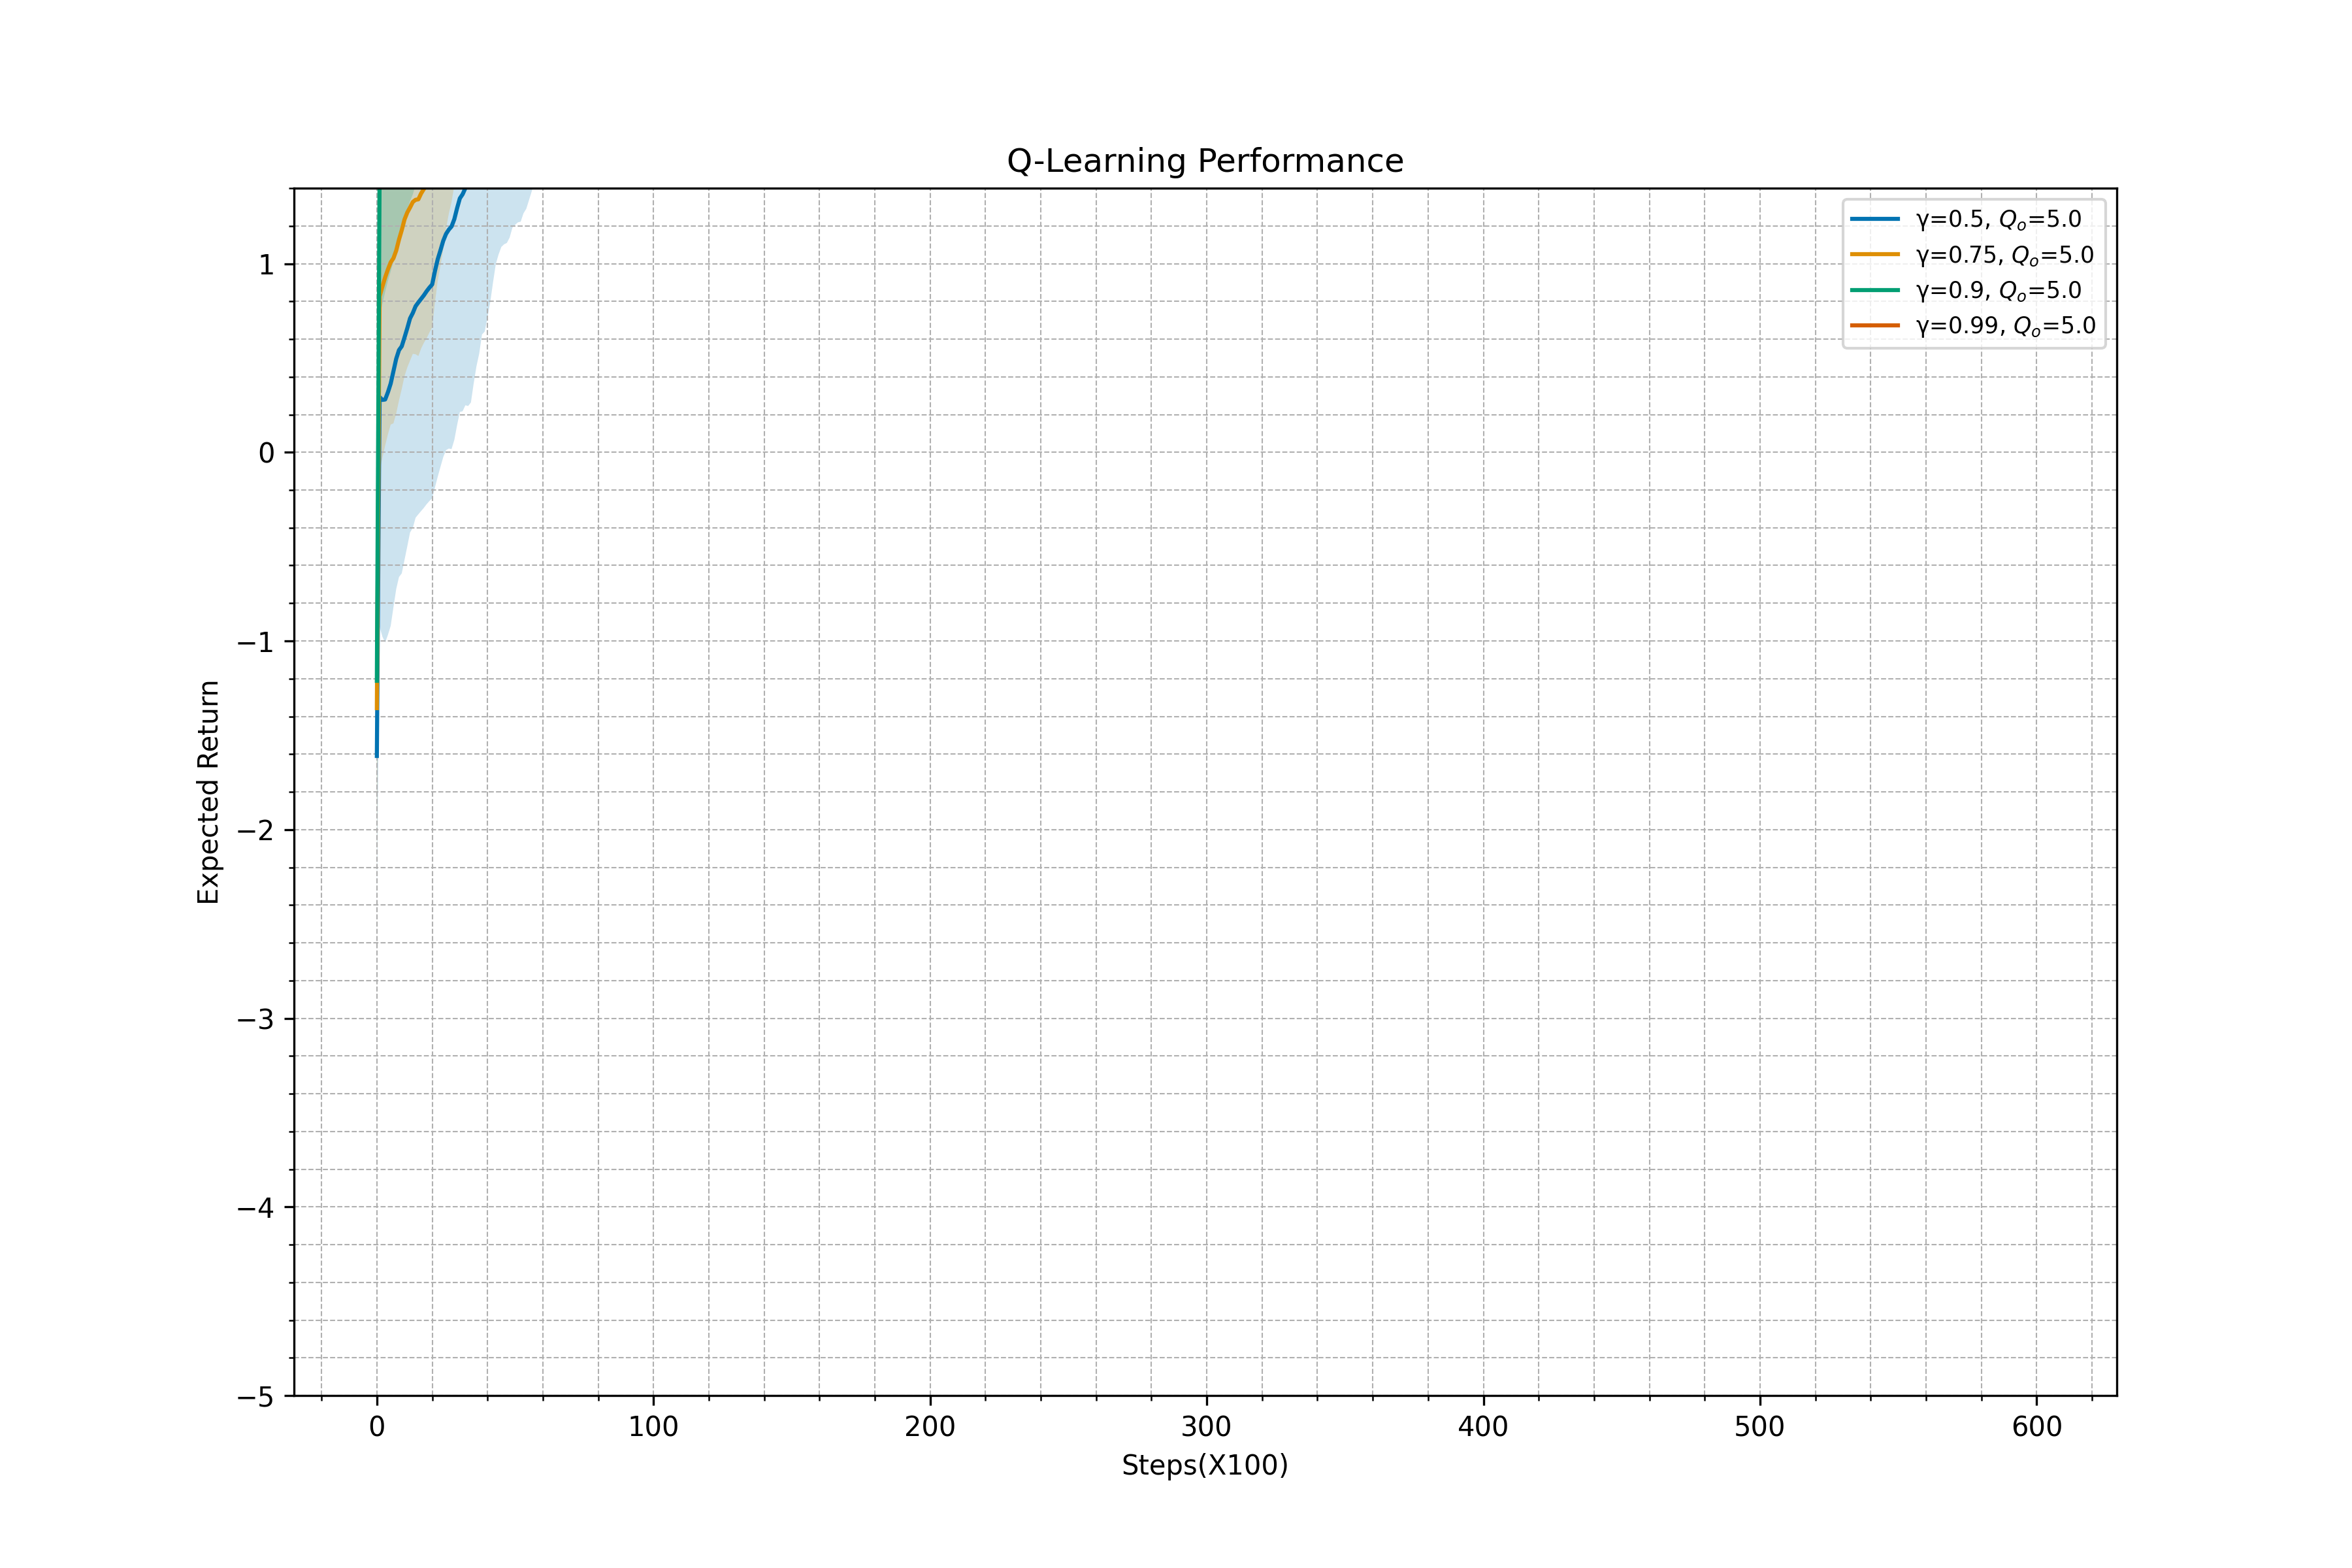 Q-Learning Performance
γ=0.5, Qo=5.0
γ=0.75, Qo=5.0
γ=0.9, Qo=5.0
γ=0.99, Qo=5.0
1
0
−1
−2
−3
−4
−5
Expected Return
0 100 200 300 400 500 600
Steps(X100)